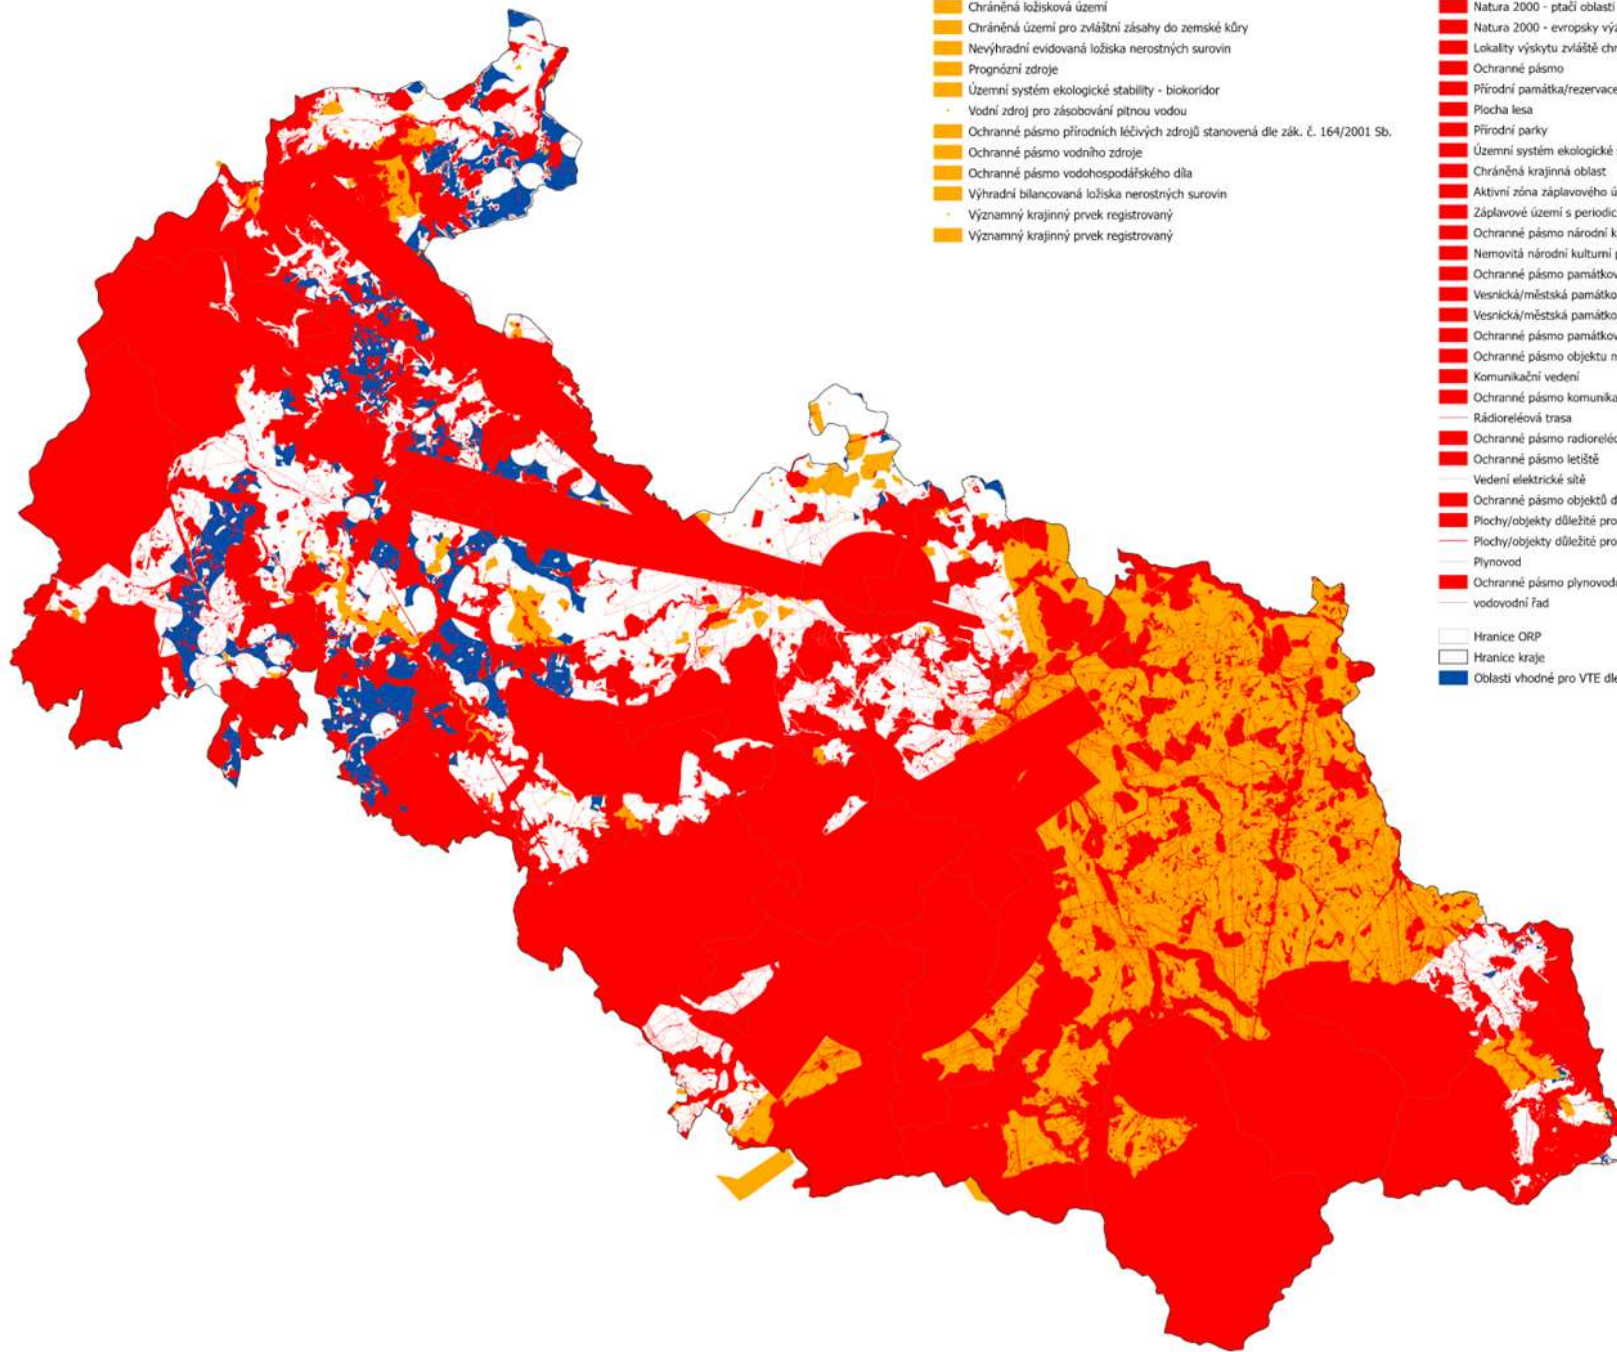 Chráněná ložisková území
Chráněná území pro zvláštní zásahy do zemské kůry
Nevýhradní evidovaná ložiska nerostných surovin
Prognózní zdroje
Územní systém ekologické stability - biokoridor
Vodní zdroj pro zásobování pitnou vodou
Ochranné pásmo přírodních léčivých zdrojů stanovená dle zák. č. 164/2001 Sb.
Ochranné pásmo vodního zdroje
Ochranné pásmo vodohospodářského díla
Výhradní bilancovaná ložiska nerostných surovin
Významný krajinný prvek registrovaný
Významný krajinný prvek registrovaný
Natura 2000 - ptačí oblasti
Natura 2000 - evropsky výz
Lokality výskytu zvláště chr
Ochranné pásmo
Přírodní památka/rezervace
Plocha lesa
Přírodní parky
Územní systém ekologické
Chráněná krajinná oblast
Aktivní zóna záplavového ú
Záplavové území s periodic
Ochranné pásmo národní k
Nemovitá národní kulturní p
Ochranné pásmo památkov
Vesnická/městská památko
Vesnická/městská památko
Ochranné pásmo památkov
Ochranné pásmo objektu n
Komunikační vedení
Ochranné pásmo komunika
Rádioreléová trasa
Ochranné pásmo radioreléo
Ochranné pásmo letiště
Vedení elektrické sítě
Ochranné pásmo objektů d
Plochy/objekty důležité pro
Plochy/objekty důležité pro
Plynovod
Ochranné pásmo plynovodu
vodovodní řad
Hranice ORP
Hranice kraje
Oblasti vhodné pro VTE dle